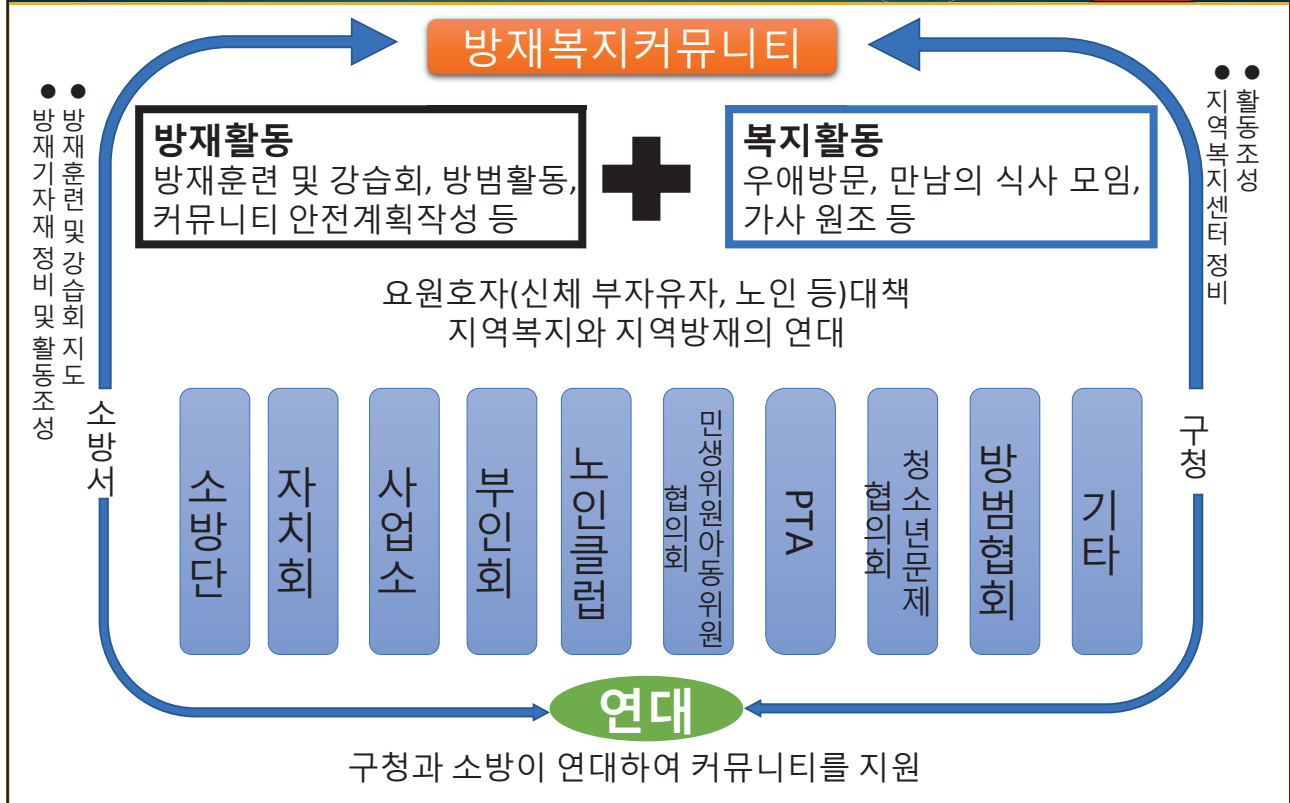 방재복지커뮤니티
● 방재훈련 및 강습회 지도
● 방재기자재 정비 및 활동조성
소방서
방재활동
방재훈련 및 강습회, 방범활동,
커뮤니티 안전계획작성 등
복지활동
우애방문, 만남의 식사 모임,
가사 원조 등
● 활동조성
● 지역복지센터 정비
구청
요원호자(신체 부자유자, 노인 등)대책
지역복지와 지역방재의 연대
소방단
자치회
사업소
부인회
노인클럽
민생위원아동위원
협의회
PTA
청소년문제
협의회
방범협회
기타
연대
구청과 소방이 연대하여 커뮤니티를 지원